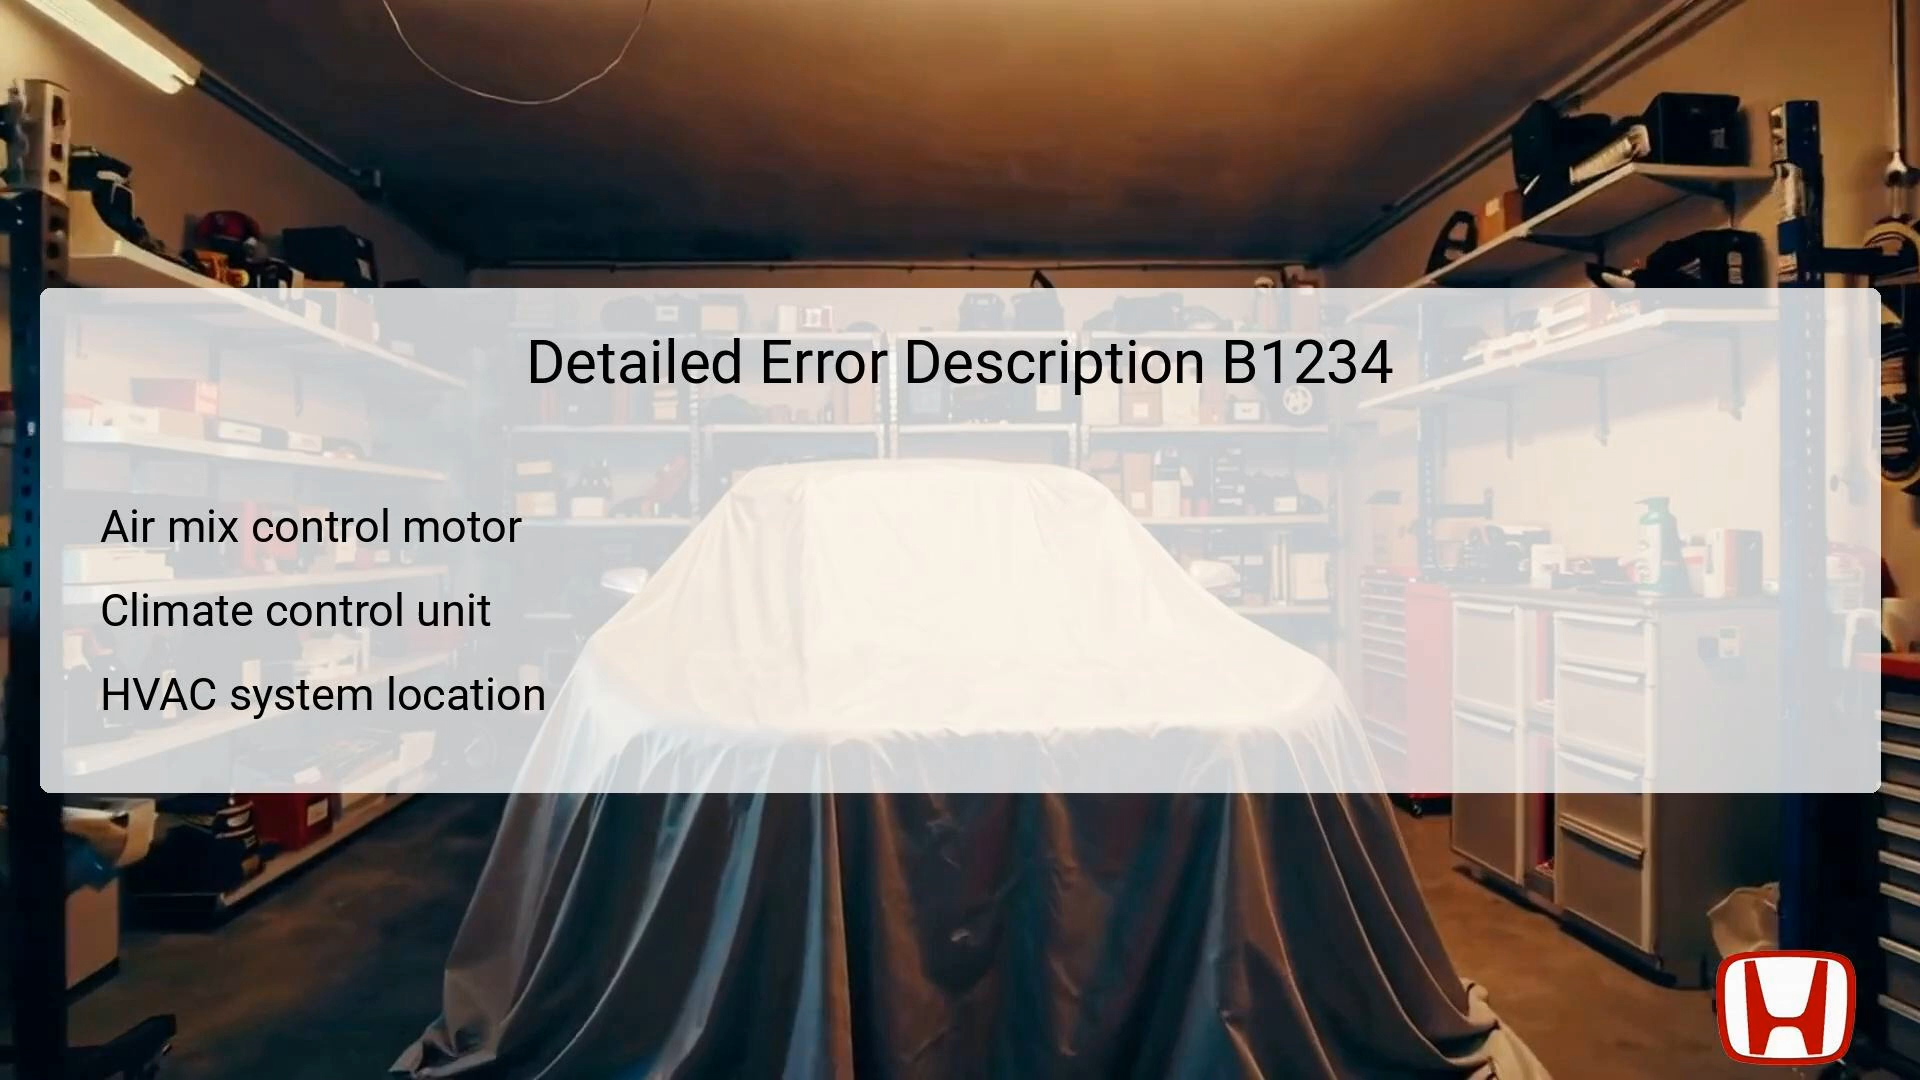 Detailed Error Description B1234
Air mix control motor
Climate control unit
HVAC system location